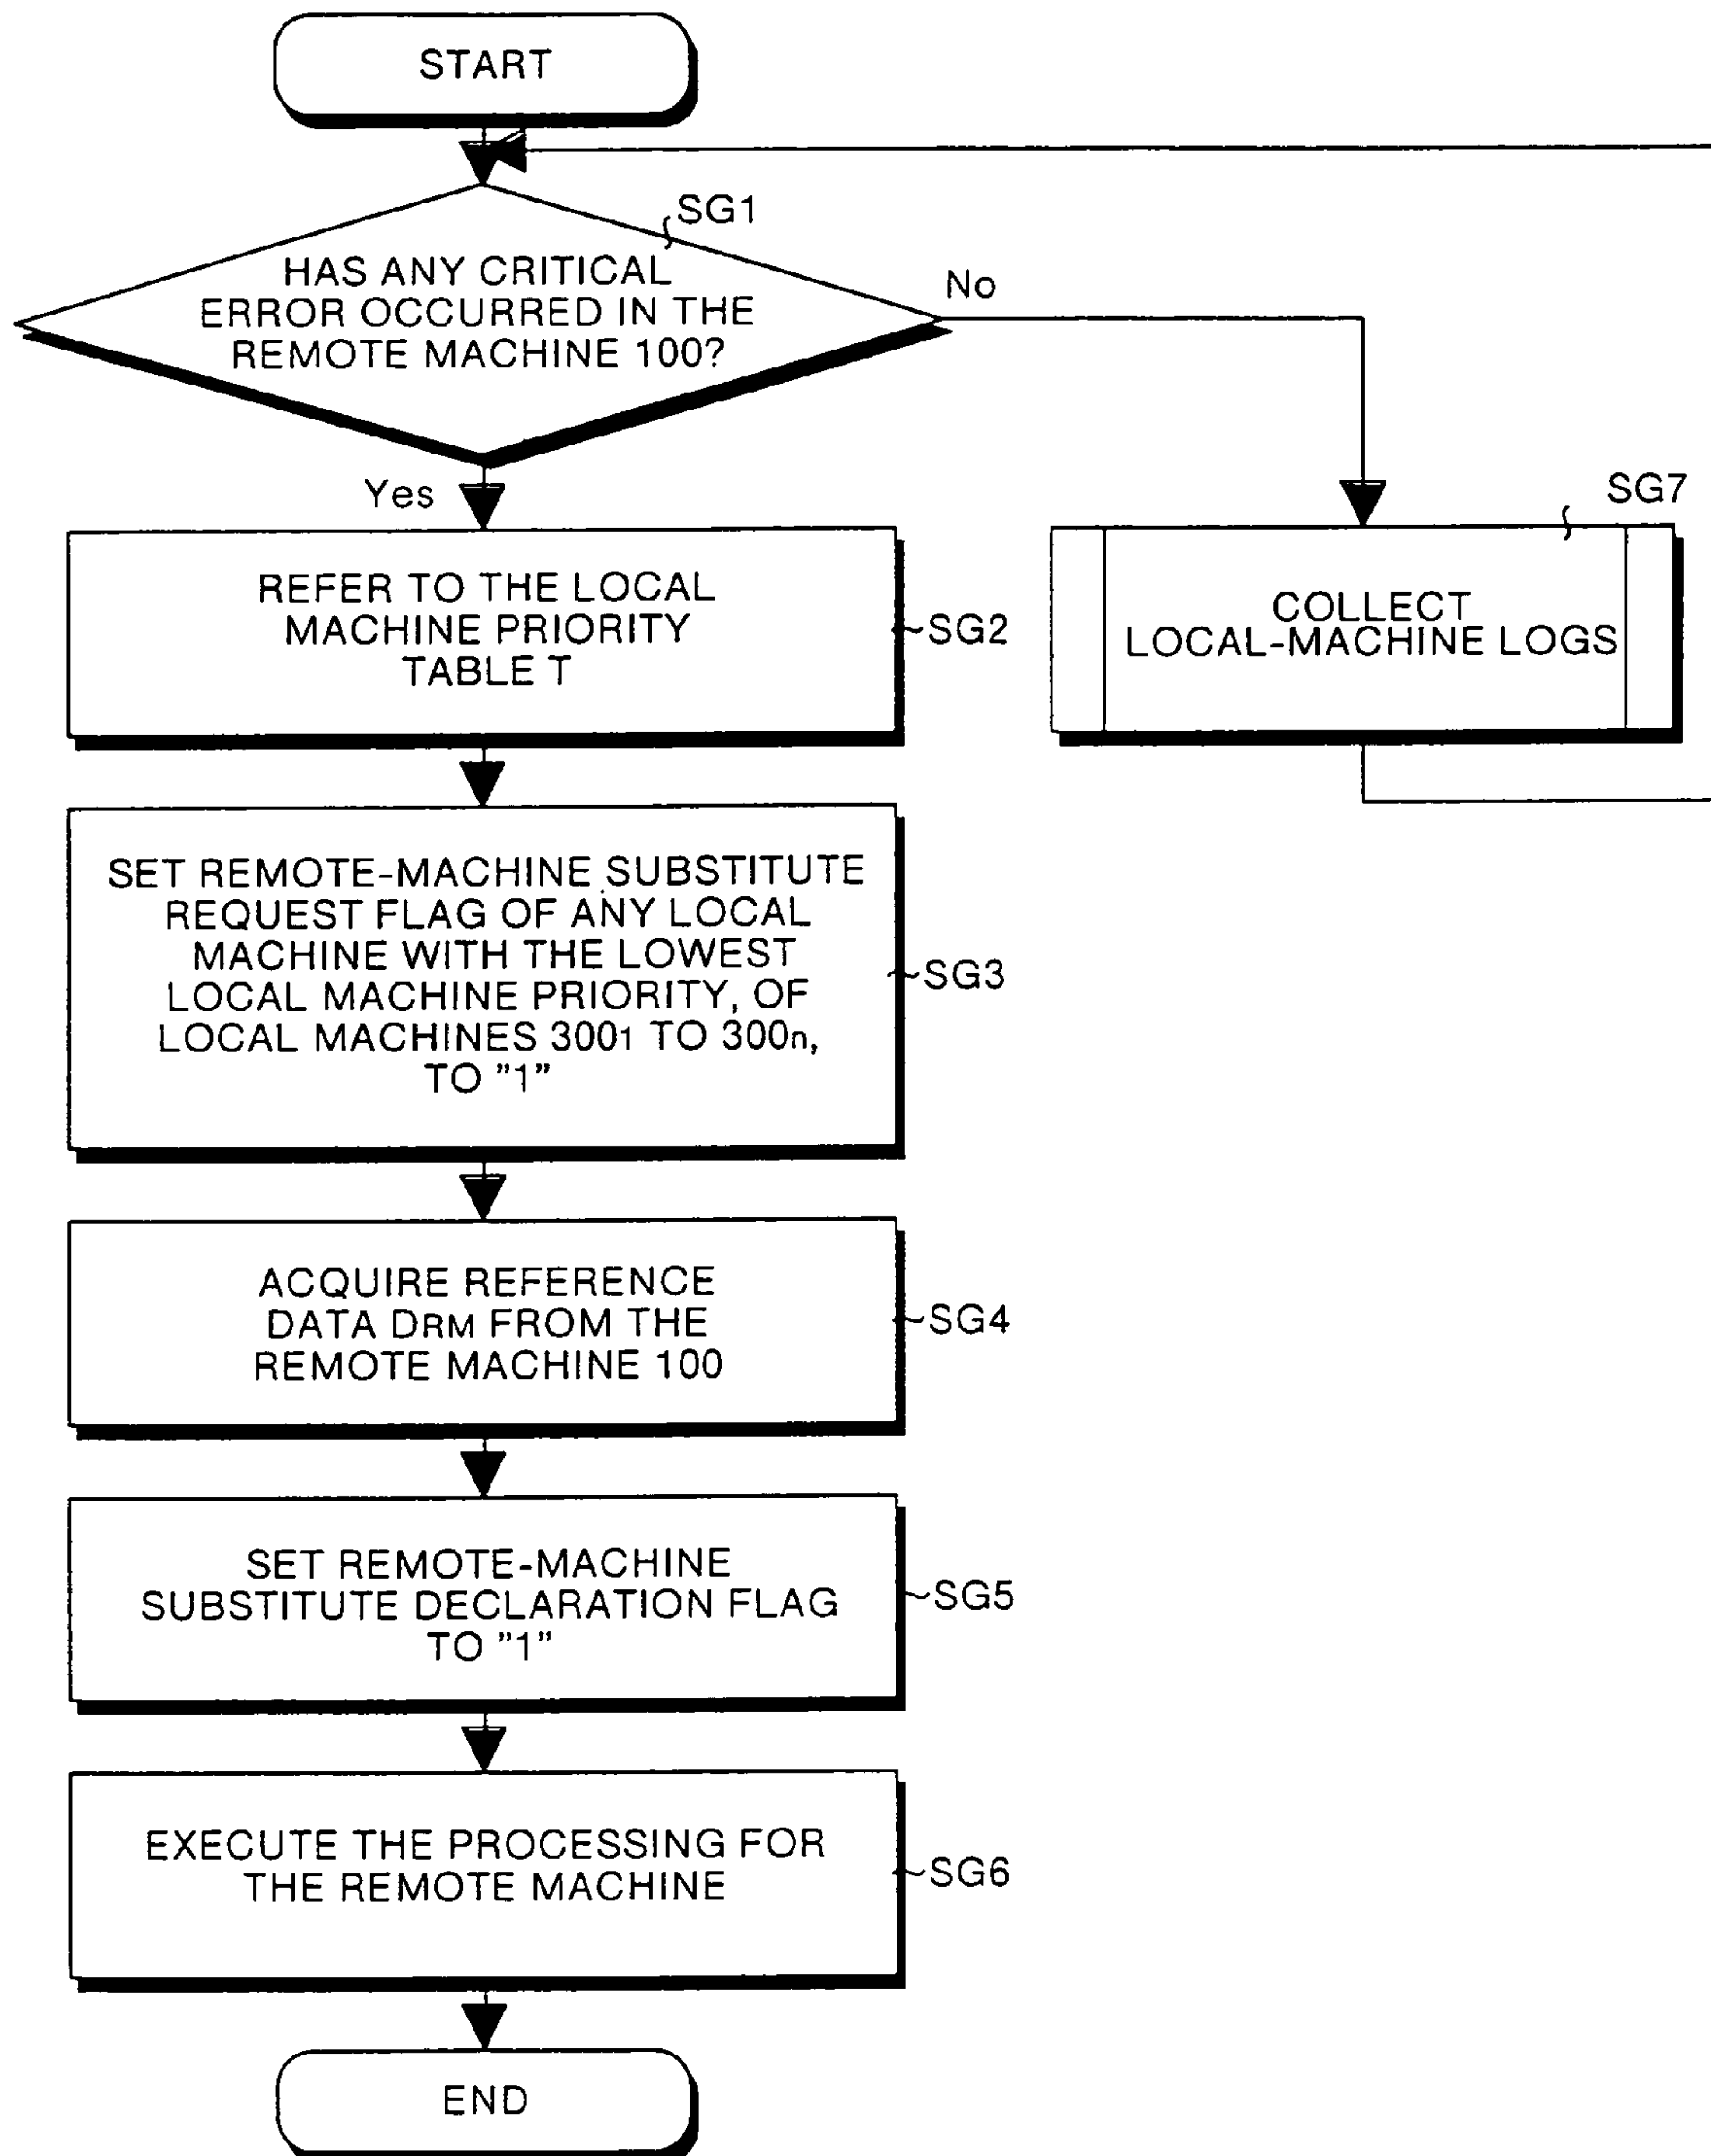 START
SG1
HAS ANY CRITICAL
ERROR OCCURRED IN THE
REMOTE MACHINE 100?
No
Yes
SG7
REFER TO THE LOCAL
MACHINE PRIORITY
TABLE T
SG2
COLLECT
LOCAL-MACHINE LOGS
SET REMOTE-MACHINE SUBSTITUTE
REQUEST FLAG OF ANY LOCAL
MACHINE WITH THE LOWEST
LOCAL MACHINE PRIORITY, OF
LOCAL MACHINES 3001 TO 300n,
TO "1"
SG3
ACQUIRE REFERENCE
DATA DRM FROM THE
REMOTE MACHINE 100
SG4
SET REMOTE-MACHINE
SUBSTITUTE DECLARATION FLAG
TO "1"
SG5
EXECUTE THE PROCESSING FOR
THE REMOTE MACHINE
SG6
END